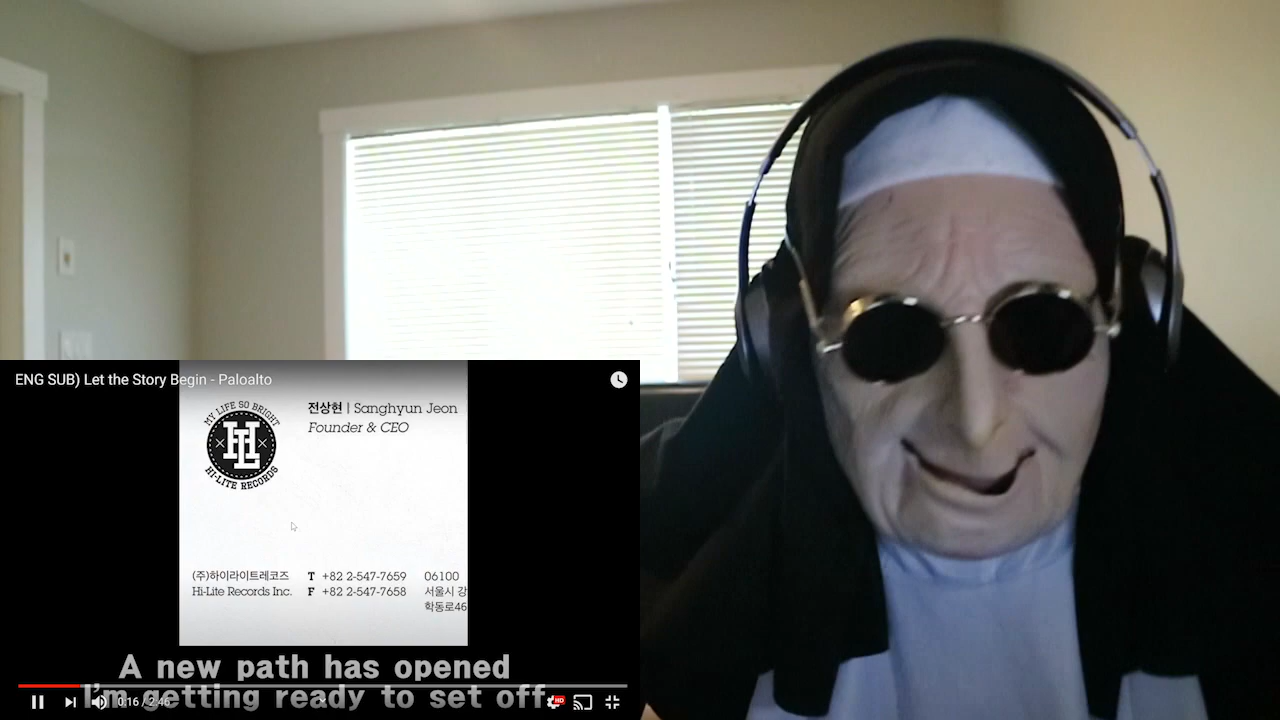 ENG SUB) Let the Story Begin - Paloalto
MY LIFE SO BRIGHT
HL
HI-LITE RECORDS
전상현 | Sanghyun Jeon
Founder & CEO
(주)하이라이트레코즈
Hi-Lite Records Inc.
T +82 2-547-7659
F +82 2-547-7658
06100
서울시 강
학동로46
A new path has opened
I'm getting ready to set off.
0:16 / 2:46
HD